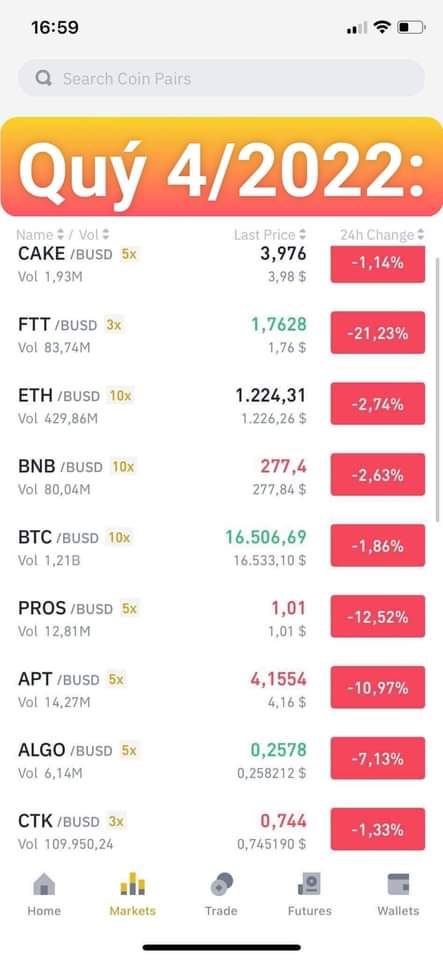 16:59
Search Coin Pairs
Quý 4/2022:
Name / Vol Last Price 24h Change
CAKE /BUSD 5x 3,976 -1,14%
Vol 1,93M 3,98 $
FTT /BUSD 3x 1,7628 -21,23%
Vol 83,74M 1,76 $
ETH /BUSD 10x 1.224,31 -2,74%
Vol 429,86M 1.226,26 $
BNB /BUSD 10x 277,4 -2,63%
Vol 80,04M 277,84 $
BTC /BUSD 10x 16.506,69 -1,86%
Vol 1,21B 16.533,10 $
PROS /BUSD 5x 1,01 -12,52%
Vol 12,81M 1,01 $
APT /BUSD 5x 4,1554 -10,97%
Vol 14,27M 4,16 $
ALGO /BUSD 5x 0,2578 -7,13%
Vol 6,14M 0,258212 $
CTK /BUSD 3x 0,744 -1,33%
Vol 109.950,24 0,745190 $
Home Markets Trade Futures Wallets